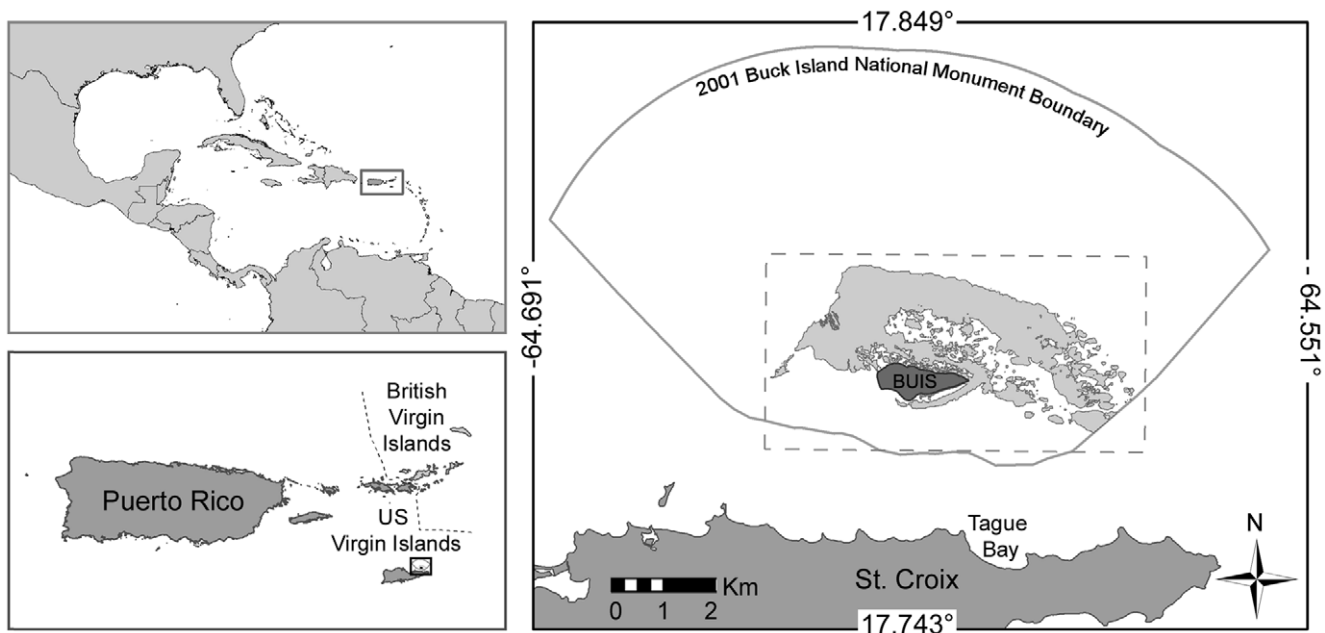 British
Virgin
Islands
Puerto Rico
US
Virgin Islands
17.849°
2001 Buck Island National Monument Boundary
-64.691°
- 64.551°
BUIS
Tague
Bay
N
St. Croix
Km
0 1 2
17.743°